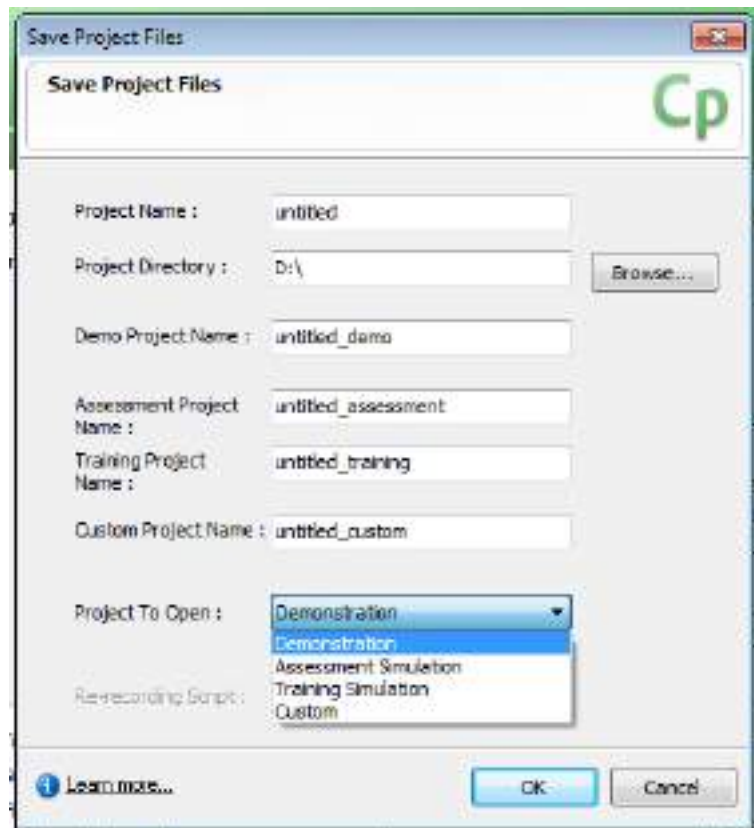 Save Project Files
Save Project Files
Cp
Project Name :
untitled
Project Directory :
D:\
Browse...
Demo Project Name :
untitled_demo
Assessment Project
Name :
untitled_assessment
Training Project
Name :
untitled_training
Custom Project Name :
untitled_custom
Project To Open :
Demonstration
Demonstration
Assessment Simulation
Training Simulation
Custom
Re-recording Script :
Learn more...
OK
Cancel